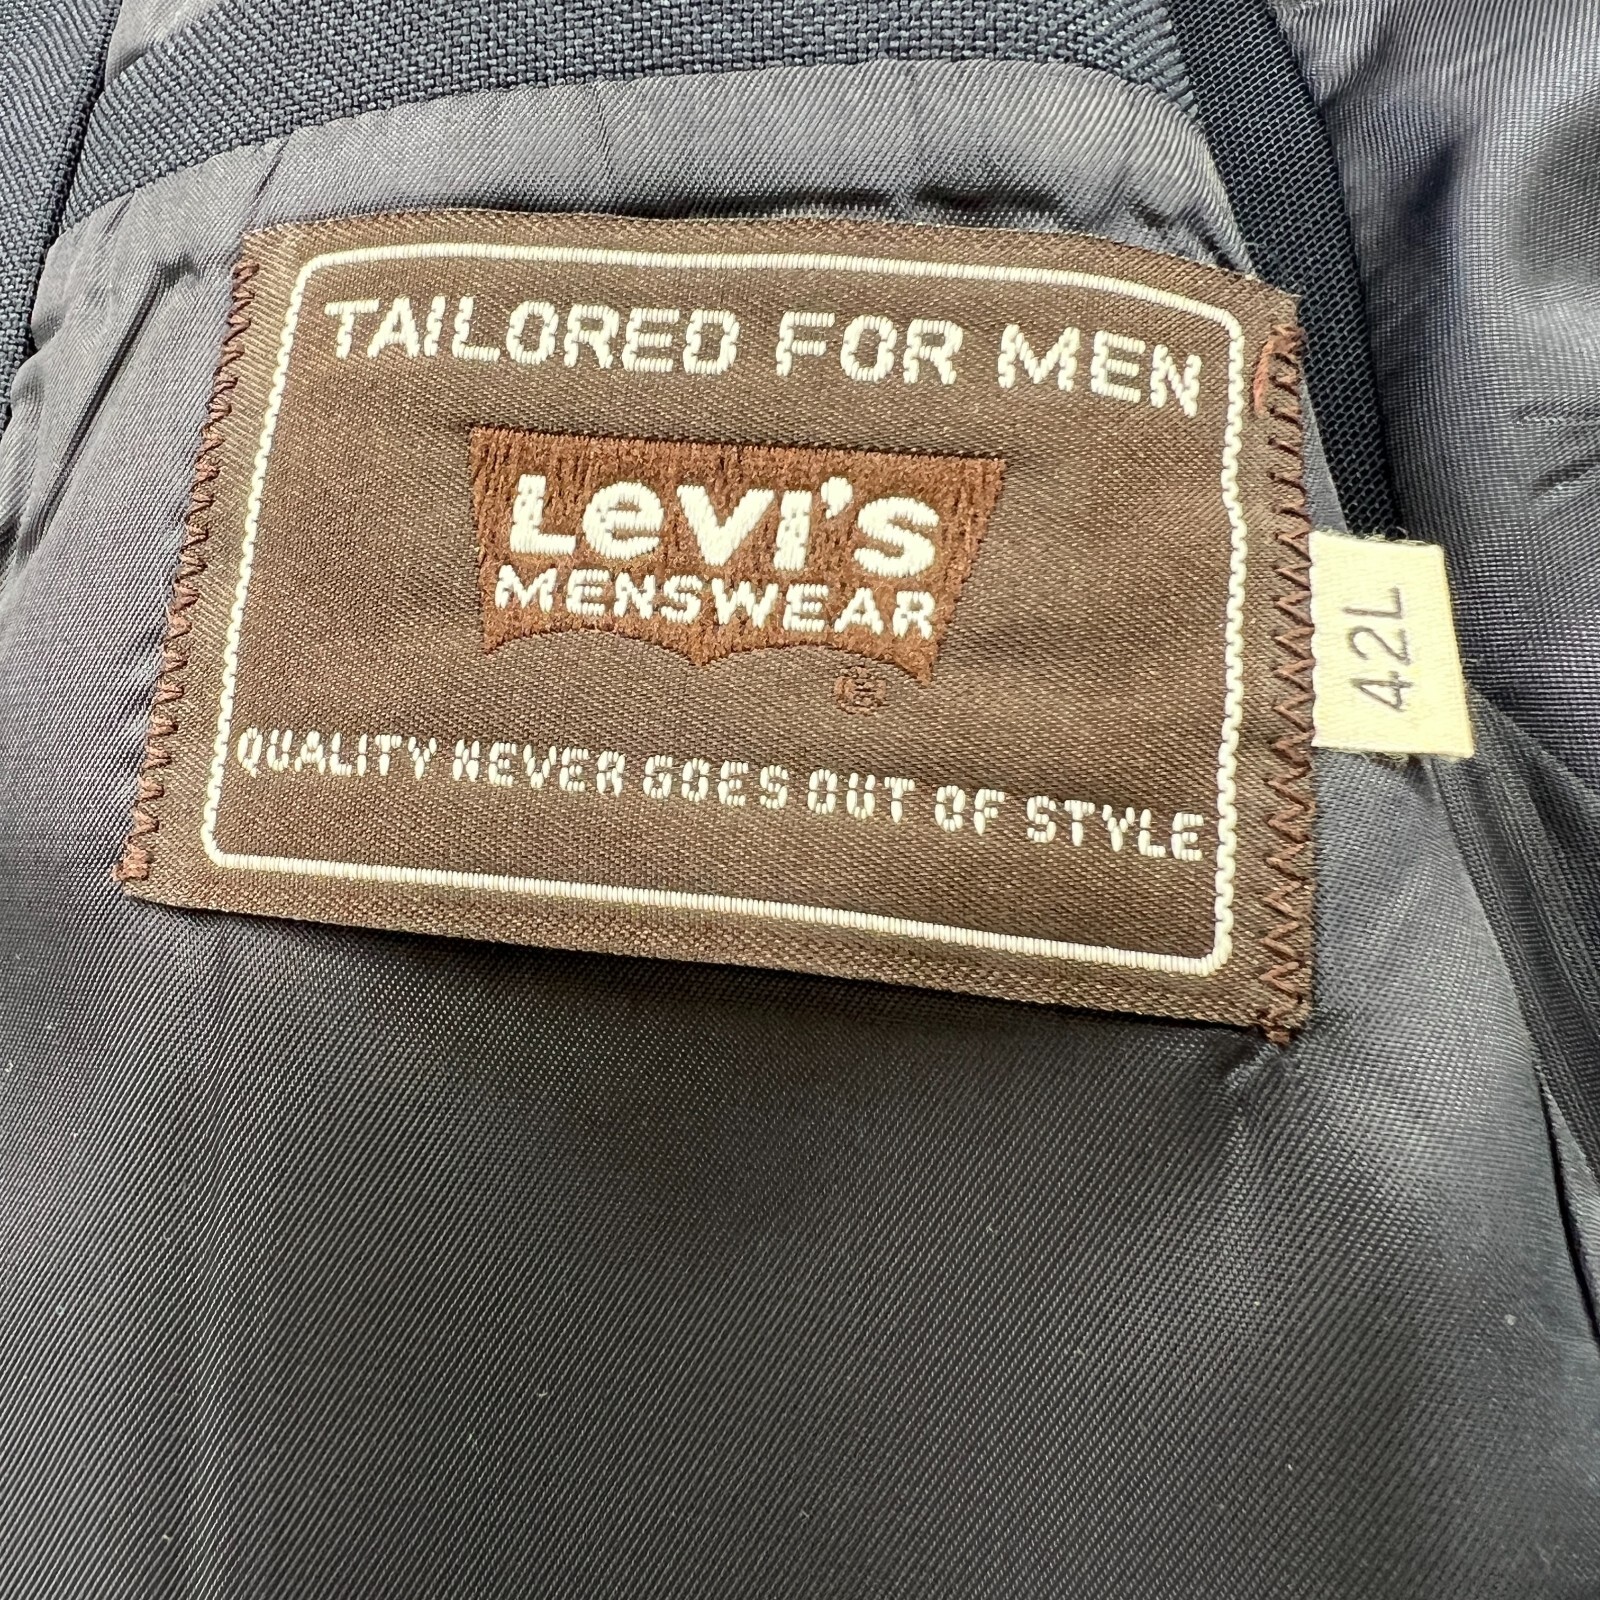 TAILORED FOR MEN
Levi's
MENSWEAR
®
QUALITY NEVER GOES OUT OF STYLE
42L